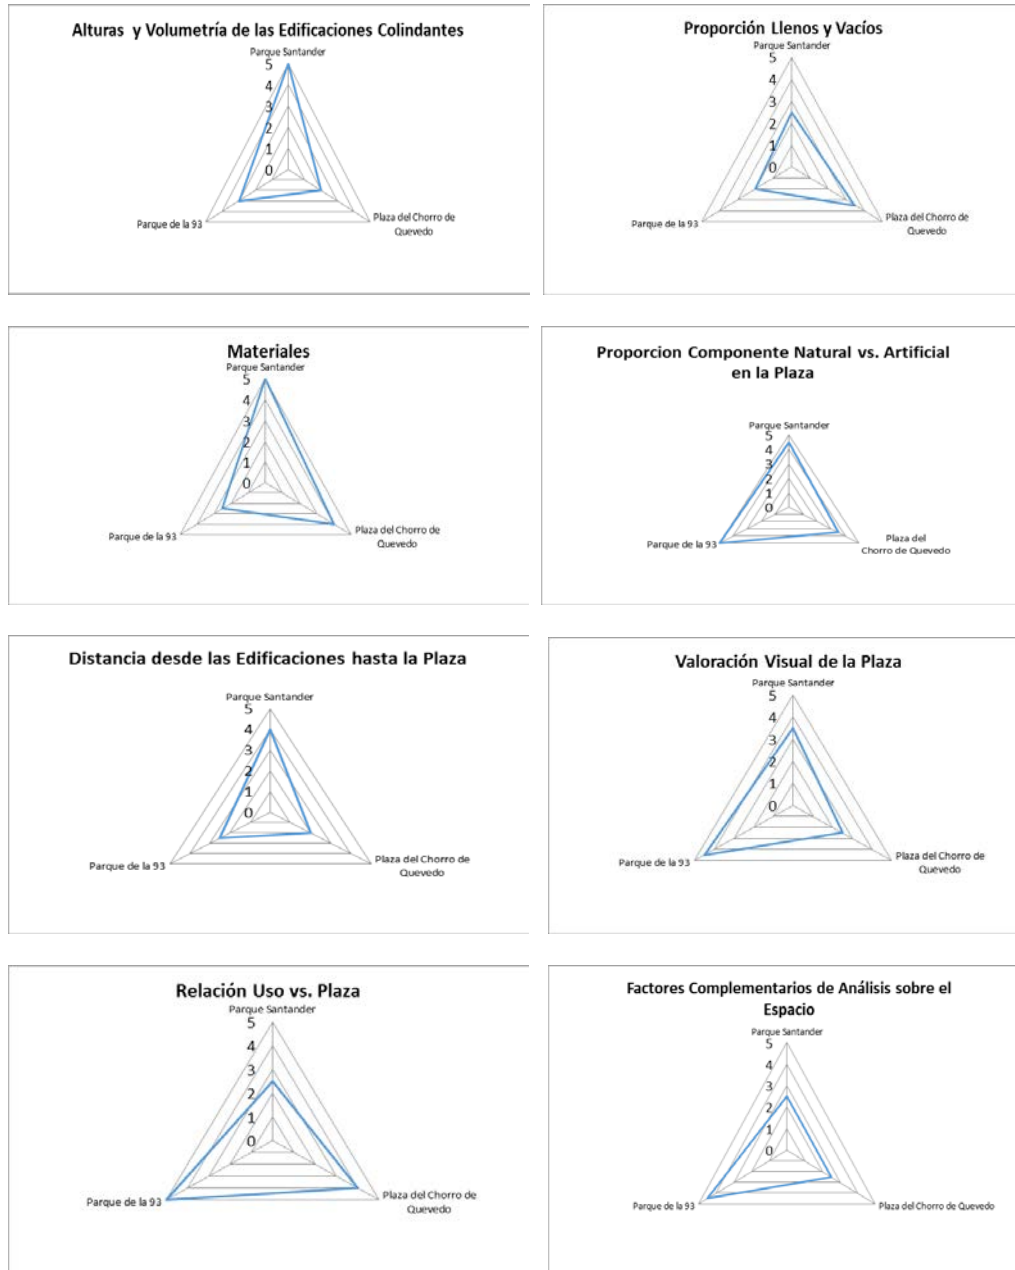 Alturas y Volumetría de las Edificaciones Colindantes
Parque Santander
5
4
3
2
1
0
Parque de la 93
Plaza del Chorro de
Quevedo
Proporción Llenos y Vacíos
Parque Santander
5
4
3
2
1
0
Parque de la 93
Plaza del Chorro de
Quevedo
Materiales
Parque Santander
5
4
3
2
1
0
Parque de la 93
Plaza del Chorro de
Quevedo
Proporcion Componente Natural vs. Artificial
en la Plaza
Parque Santander
5
4
3
2
1
0
Parque de la 93
Plaza del
Chorro de Quevedo
Distancia desde las Edificaciones hasta la Plaza
Parque Santander
5
4
3
2
1
0
Parque de la 93
Plaza del Chorro de
Quevedo
Valoración Visual de la Plaza
Parque Santander
5
4
3
2
1
0
Parque de la 93
Plaza del Chorro de
Quevedo
Relación Uso vs. Plaza
Parque Santander
5
4
3
2
1
0
Parque de la 93
Plaza del Chorro de
Quevedo
Factores Complementarios de Análisis sobre el
Espacio
Parque Santander
5
4
3
2
1
0
Parque de la 93
Plaza del Chorro de Quevedo